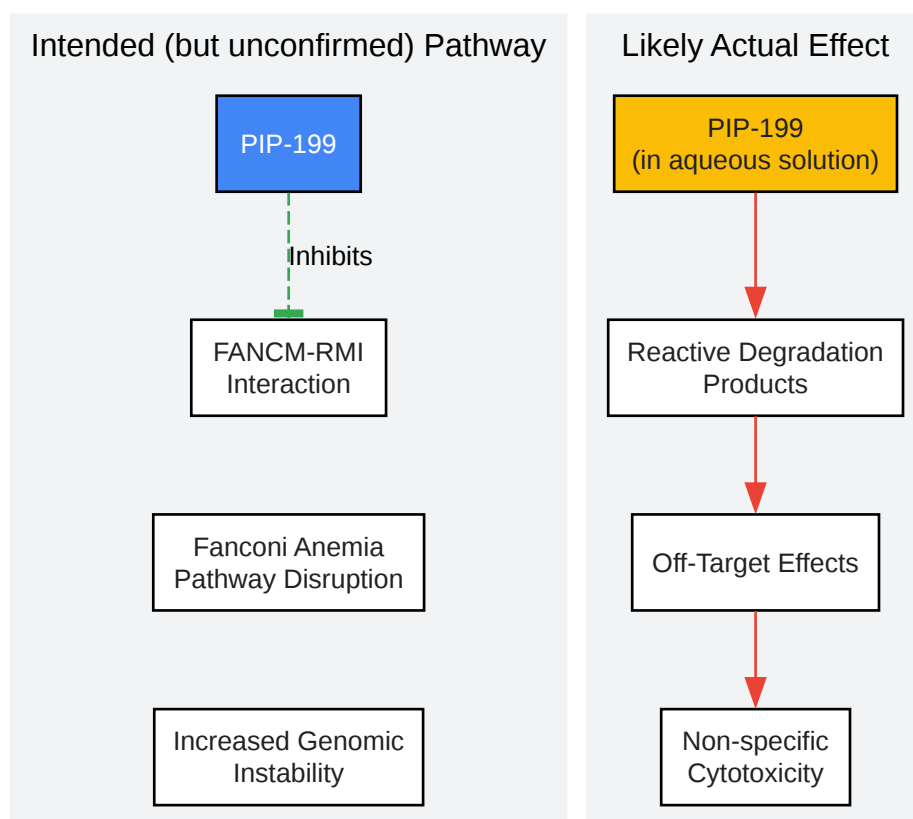 Intended (but unconfirmed) Pathway
PIP-199
Inhibits
FANCM-RMI
Interaction
Fanconi Anemia
Pathway Disruption
Increased Genomic
Instability
Likely Actual Effect
PIP-199
(in aqueous solution)
Reactive Degradation
Products
Off-Target Effects
Non-specific
Cytotoxicity